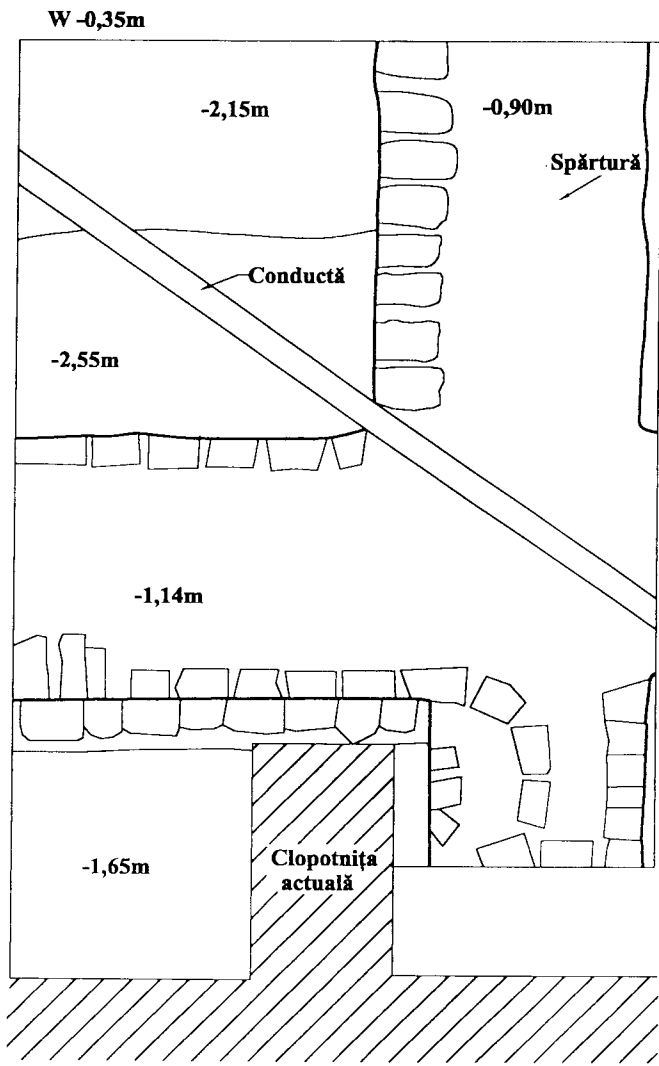 W -0,35m
-2,15m
-0,90m
Spărtură
Conductă
-2,55m
-1,14m
-1,65m
Clopotnița
actuală